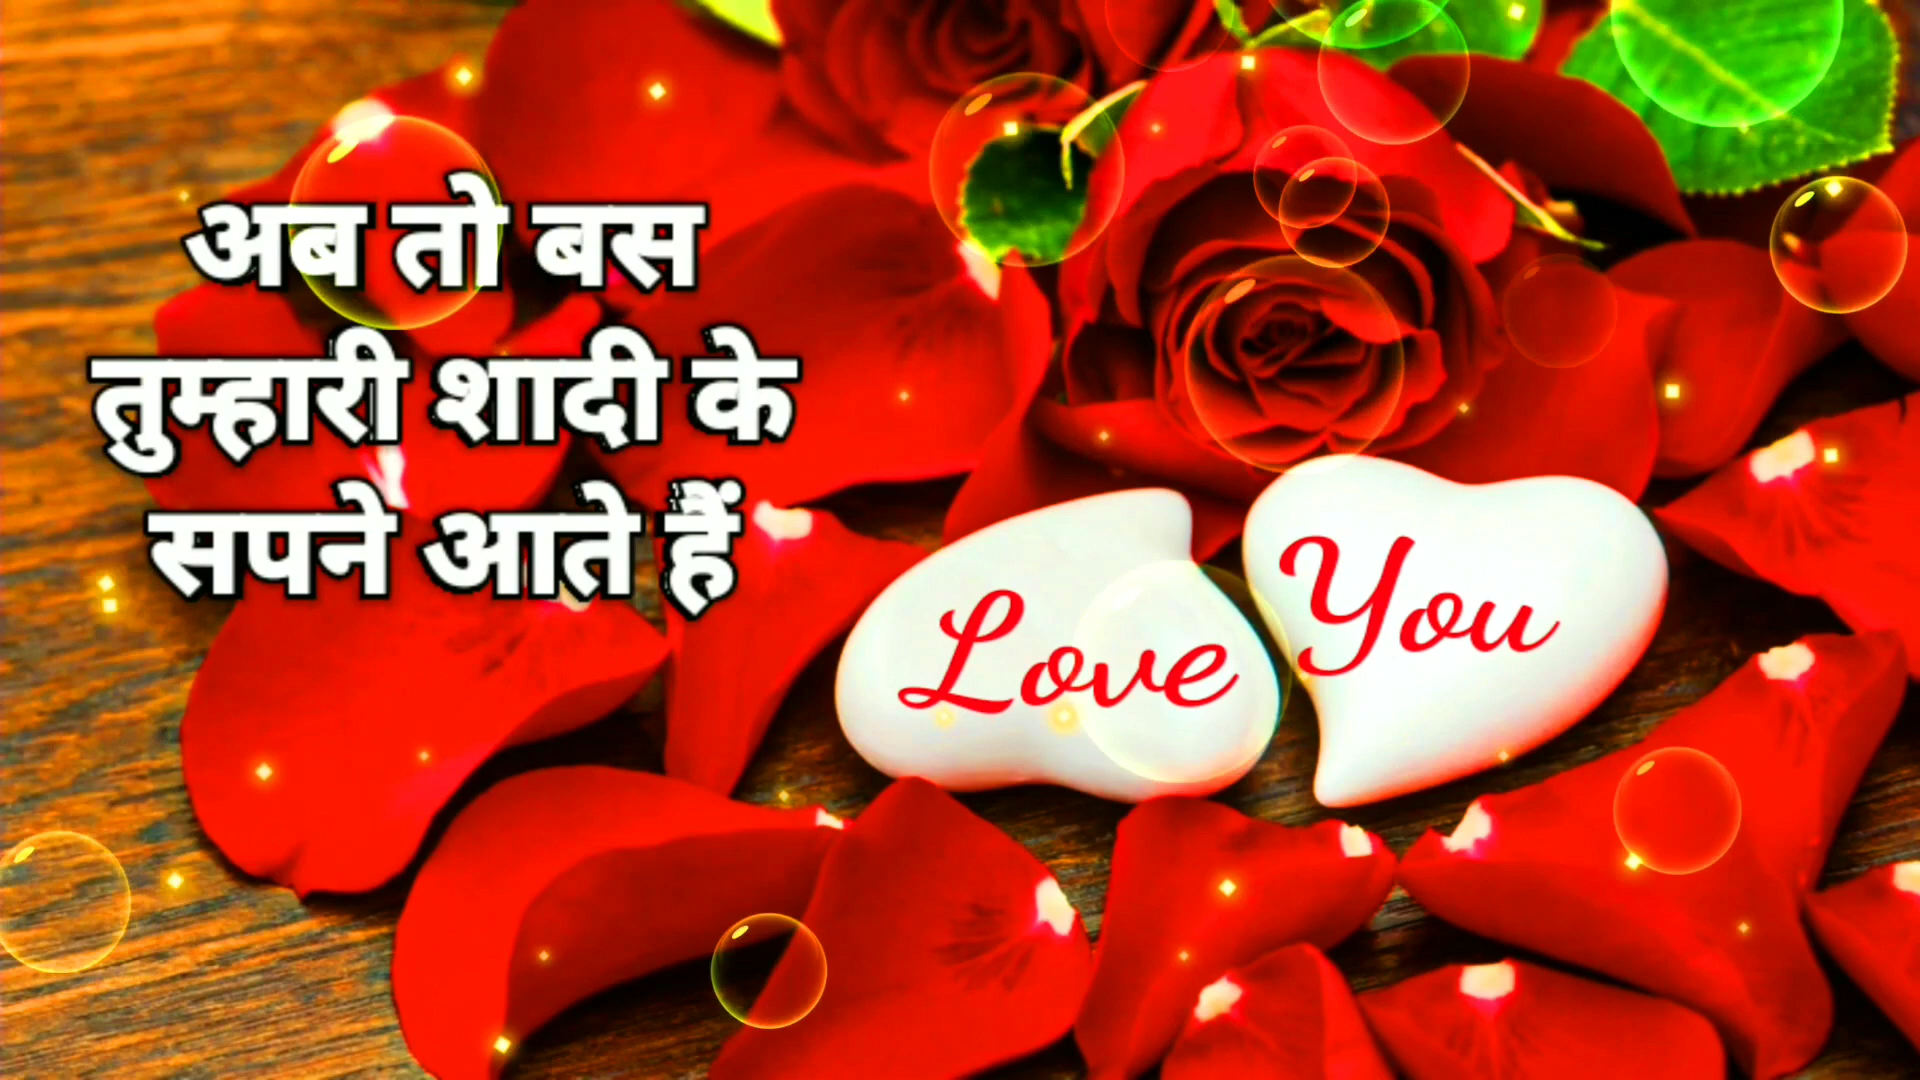 अब तो बस
तुम्हारी शादी के
सपने आते हैं
Love You